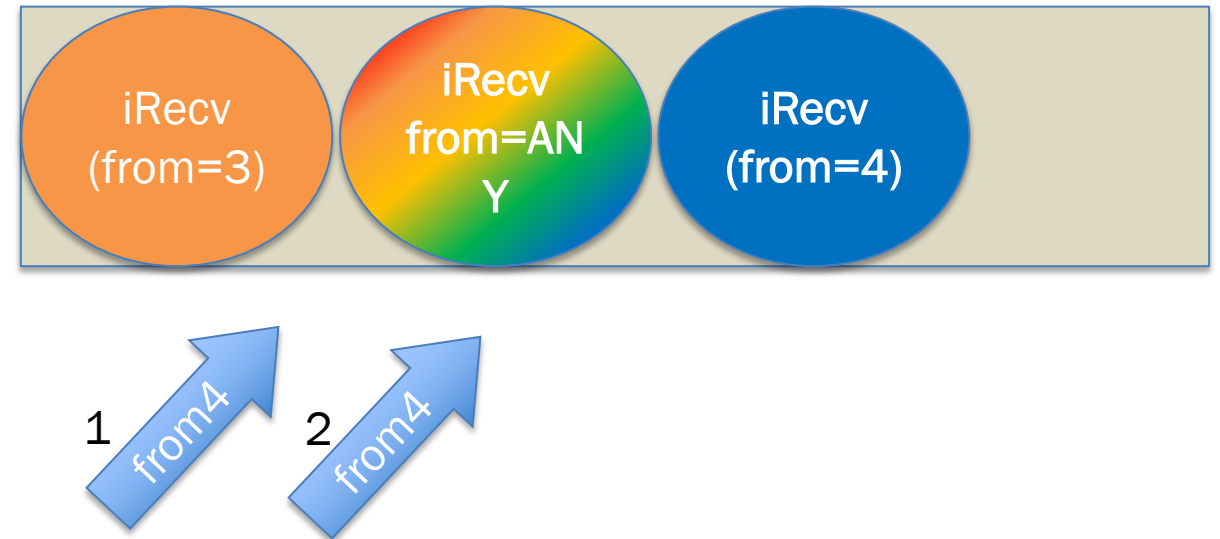 iRecv
(from=3)
iRecv
from=AN
Y
iRecv
(from=4)
1
from4
2
from4